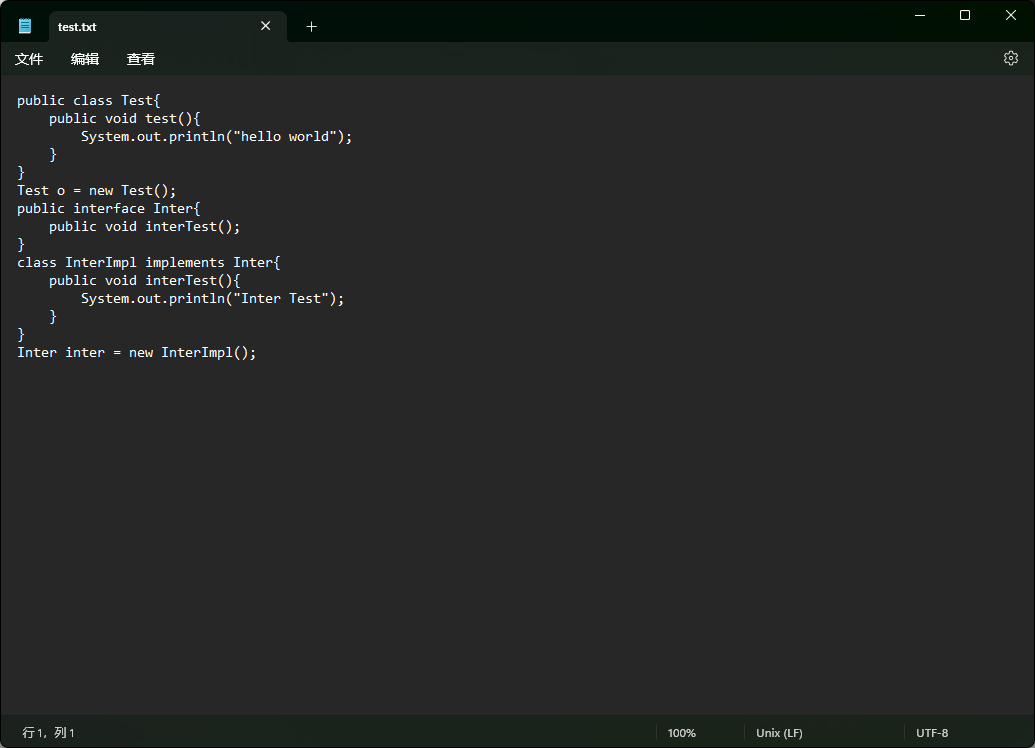 test.txt
文件 编辑 查看
public class Test{
    public void test(){
        System.out.println("hello world");
    }
}
Test o = new Test();
public interface Inter{
    public void interTest();
}
class InterImpl implements Inter{
    public void interTest(){
        System.out.println("Inter Test");
    }
}
Inter inter = new InterImpl();
行 1，列 1 100% Unix (LF) UTF-8